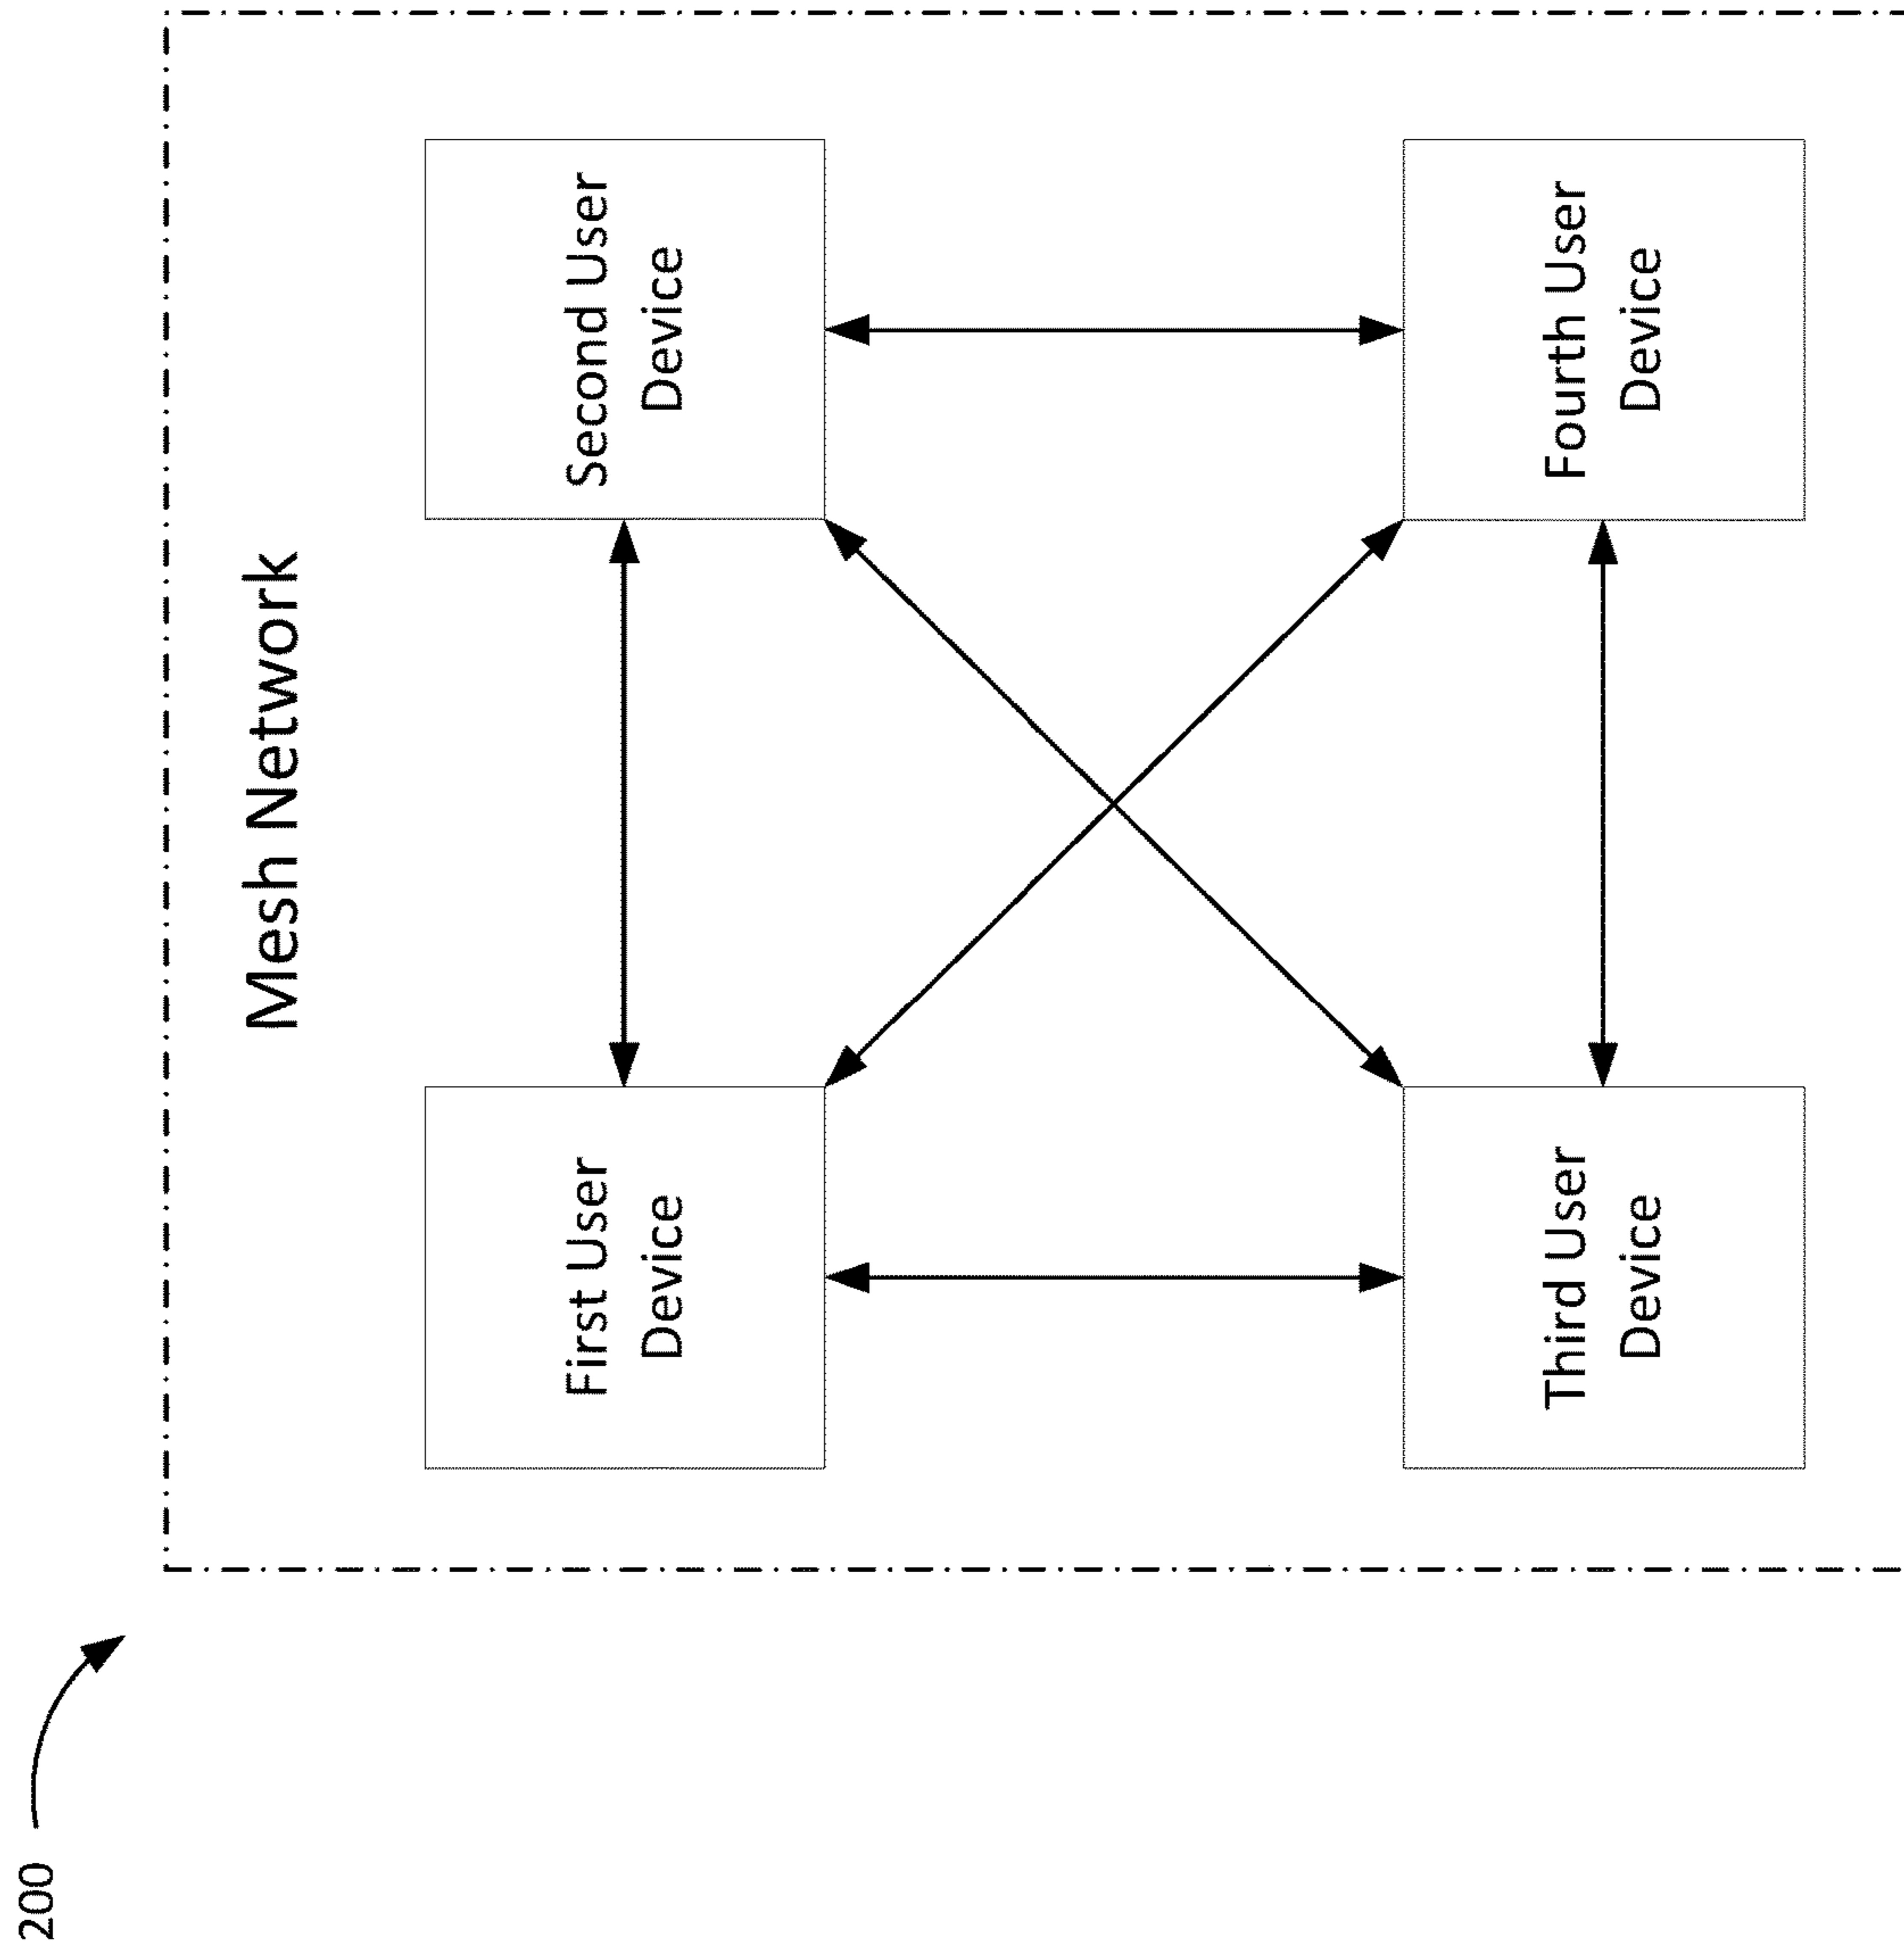 200
Mesh Network
First User
Device
Second User
Device
Third User
Device
Fourth User
Device